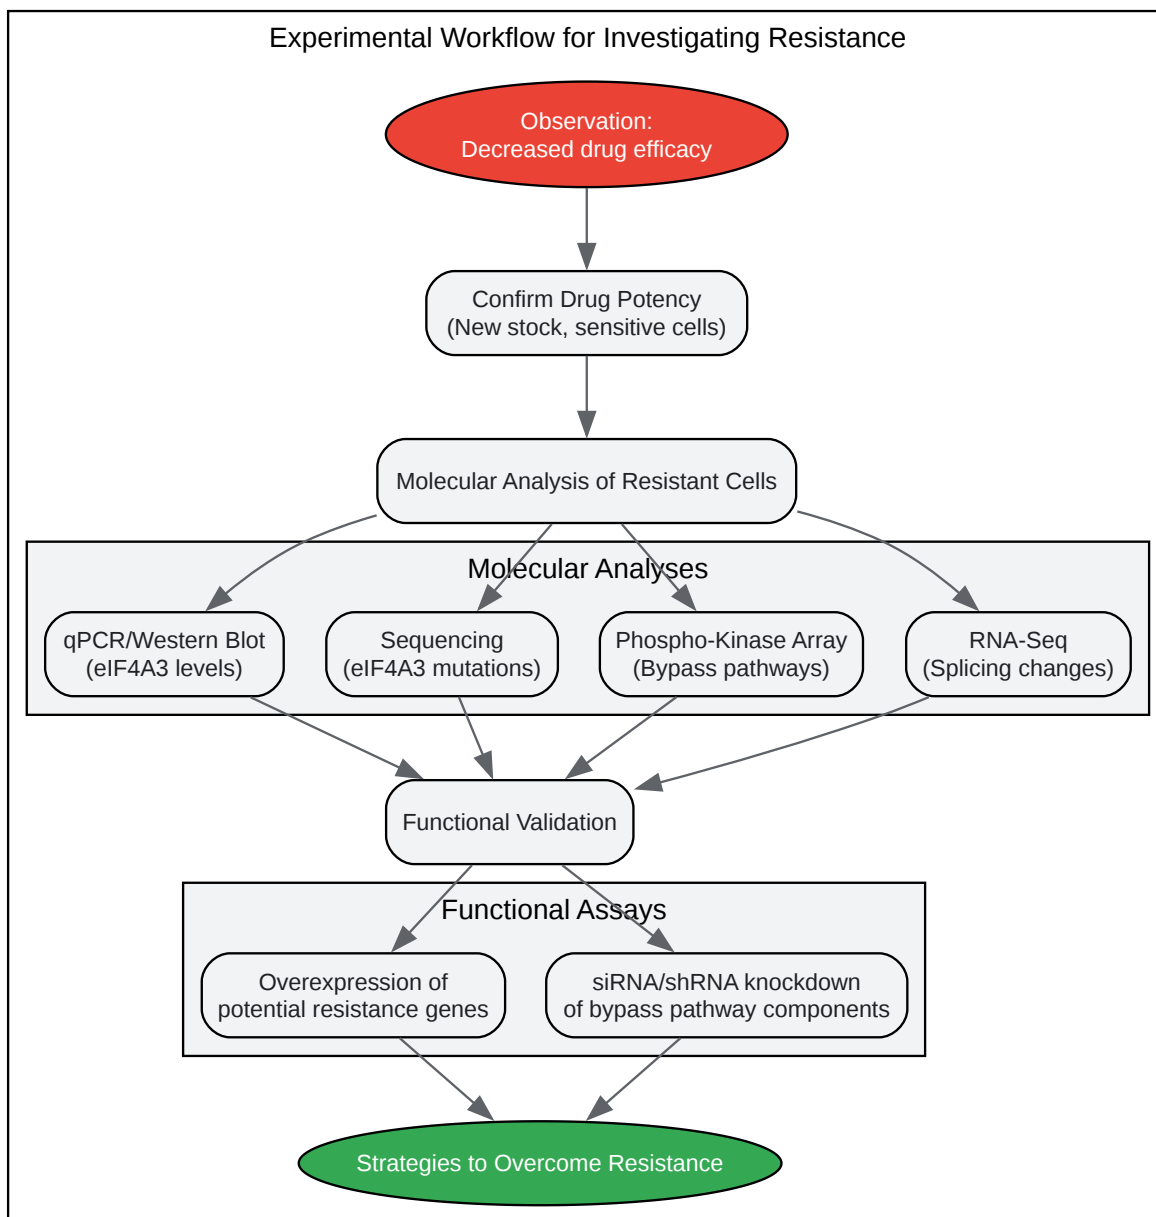 Experimental Workflow for Investigating Resistance
Observation:
Decreased drug efficacy
Confirm Drug Potency
(New stock, sensitive cells)
Molecular Analysis of Resistant Cells
Molecular Analyses
qPCR/Western Blot
(eIF4A3 levels)
Sequencing
(eIF4A3 mutations)
Phospho-Kinase Array
(Bypass pathways)
RNA-Seq
(Splicing changes)
Functional Validation
Functional Assays
Overexpression of
potential resistance genes
siRNA/shRNA knockdown
of bypass pathway components
Strategies to Overcome Resistance